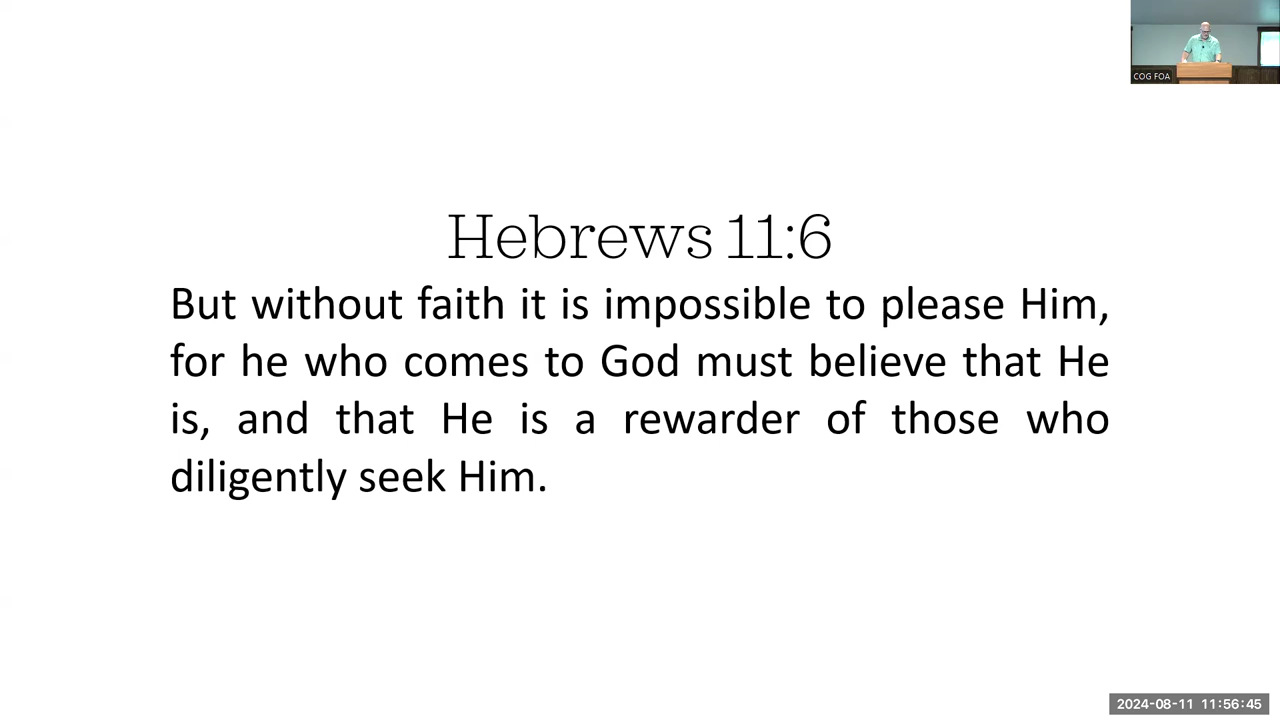 COG FOA
Hebrews 11:6
But without faith it is impossible to please Him,
for he who comes to God must believe that He
is, and that He is a rewarder of those who
diligently seek Him.
2024-08-11 11:56:45